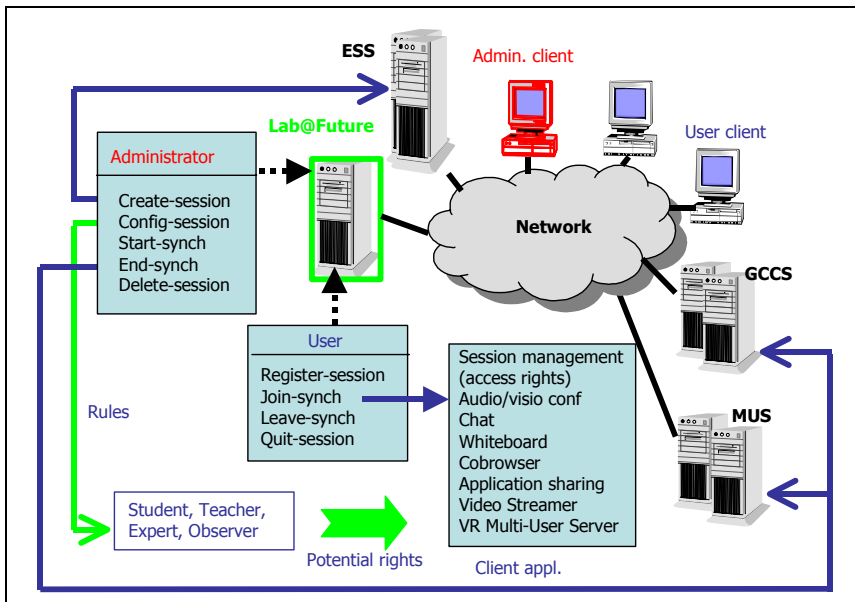 ESS
Admin. client
Lab@Future
User client
Administrator
Create-session
Config-session
Start-synch
End-synch
Delete-session
Network
GCCS
User
Register-session
Join-synch
Leave-synch
Quit-session
Session management
(access rights)
Audio/visio conf
Chat
Whiteboard
Cobrowser
Application sharing
Video Streamer
VR Multi-User Server
MUS
Rules
Student, Teacher,
Expert, Observer
Potential rights
Client appl.